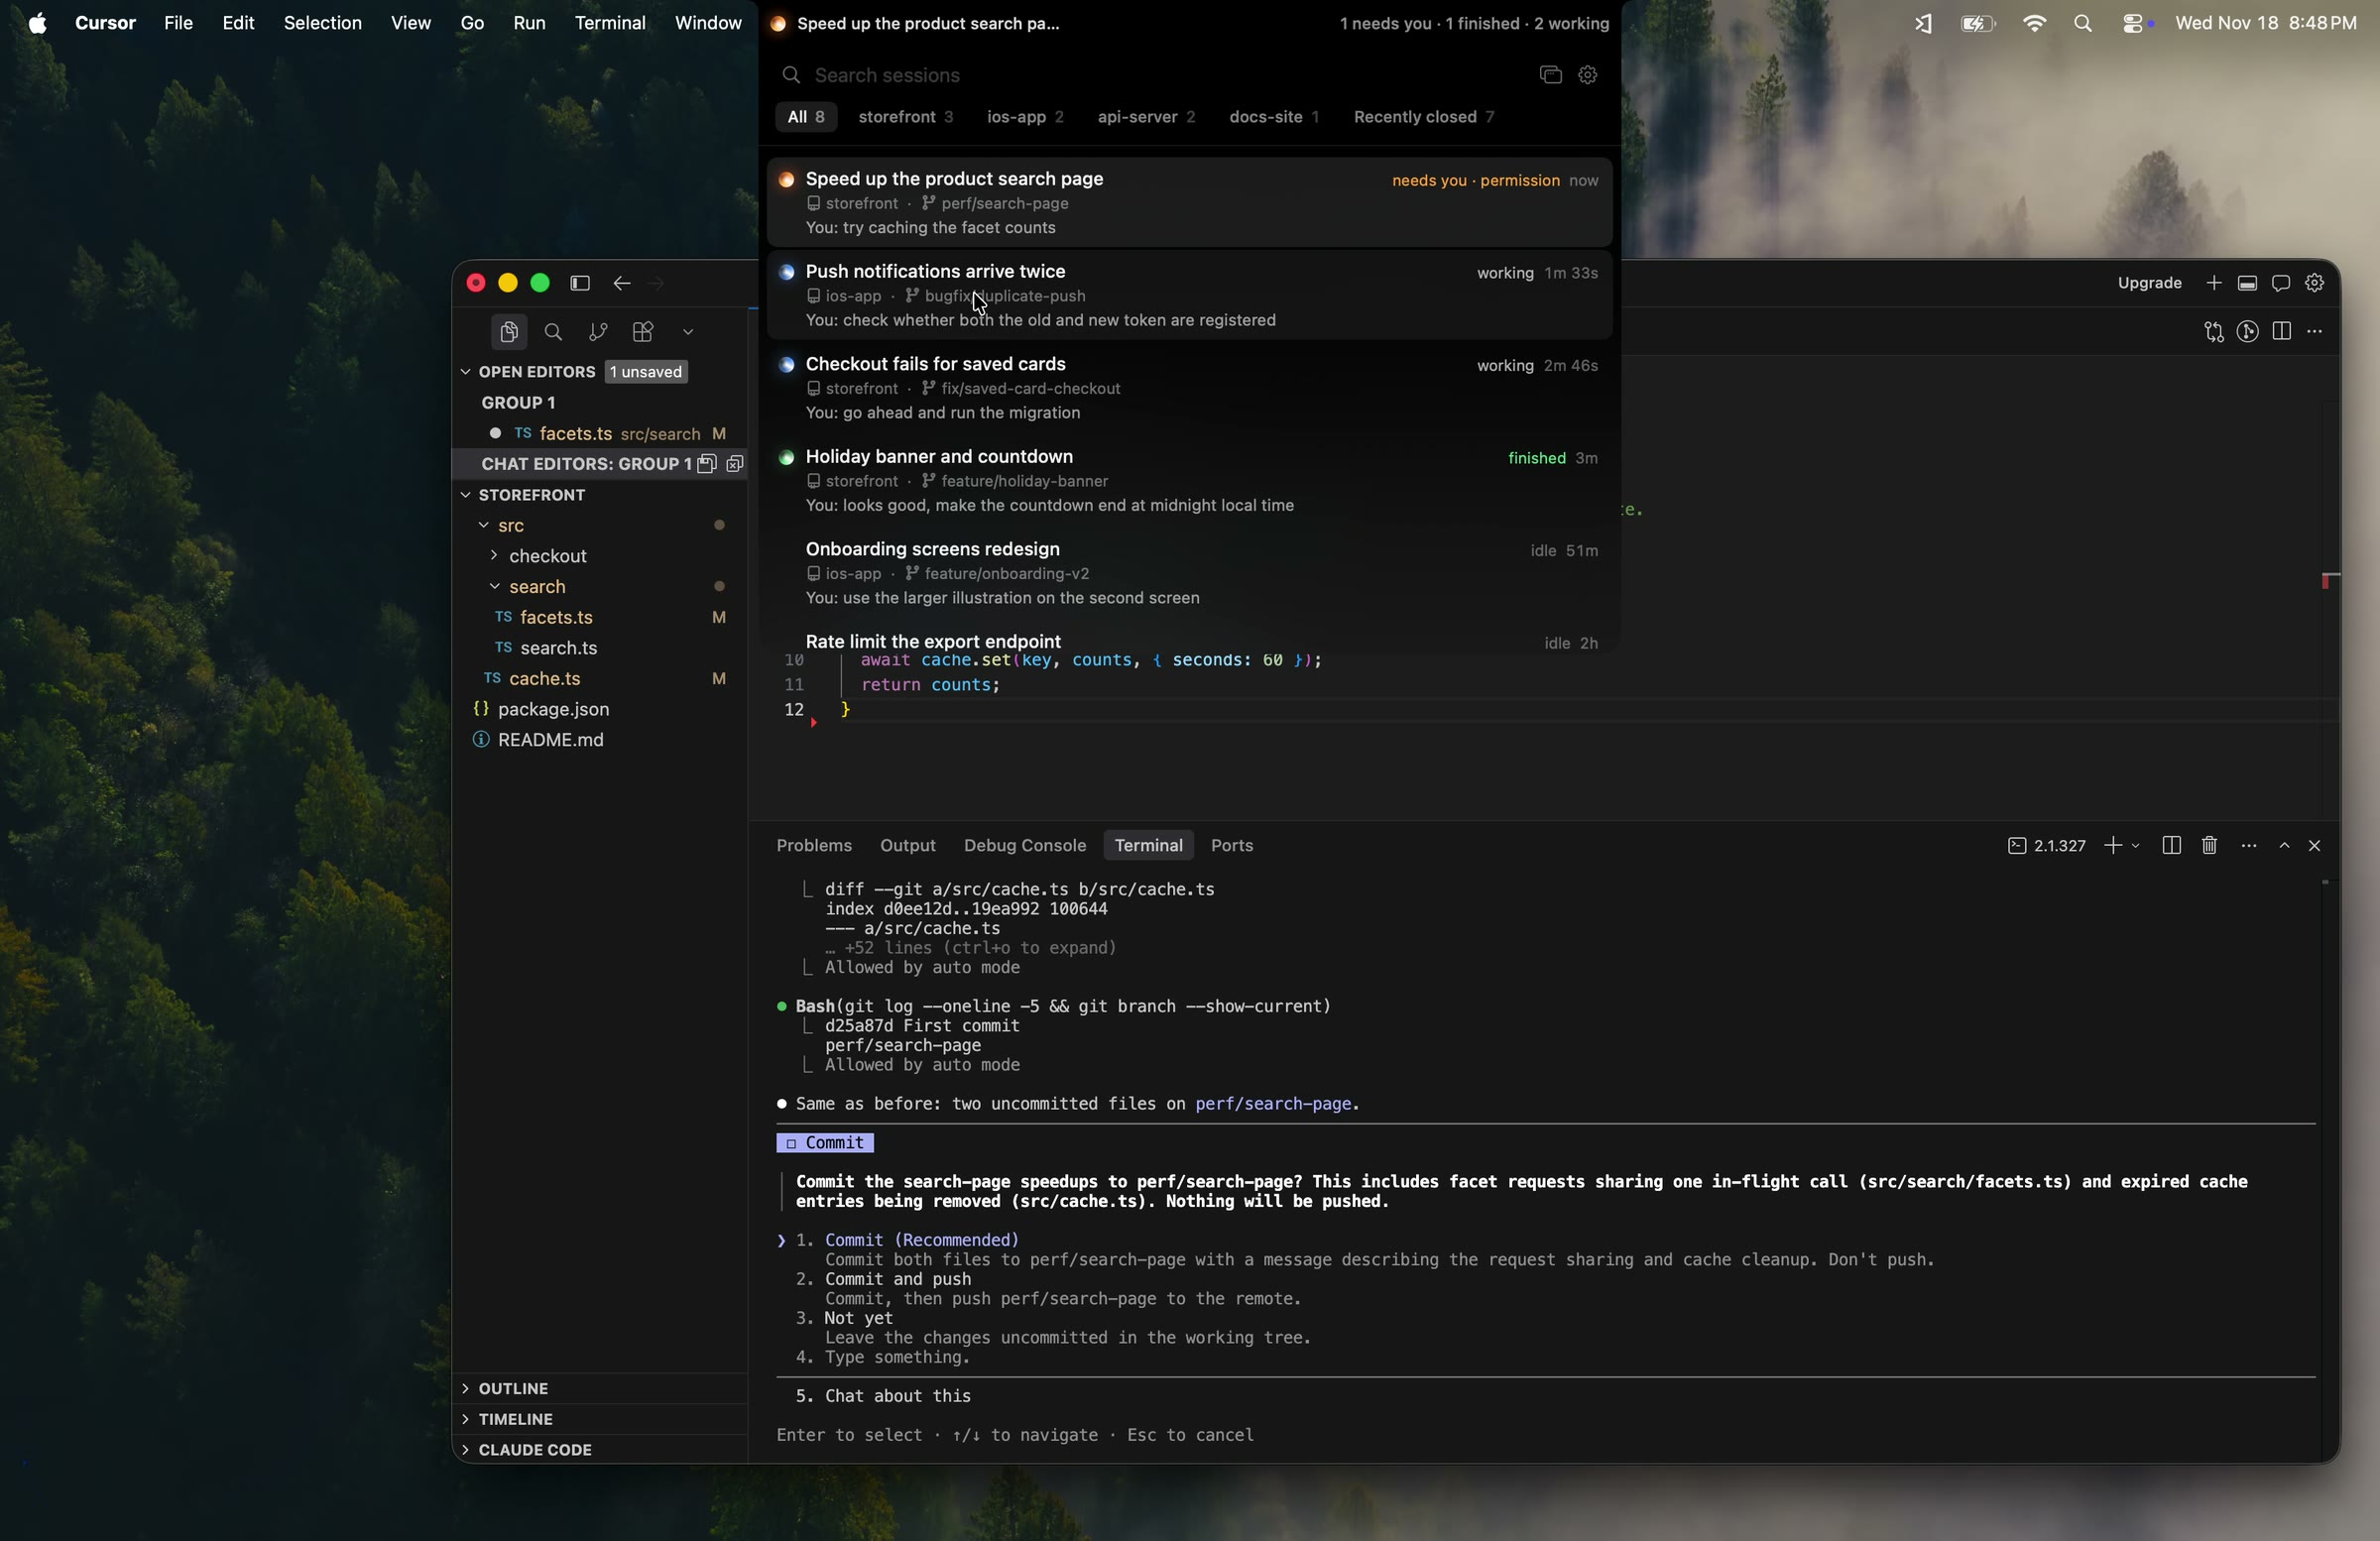 Cursor File Edit Selection View Go Run Terminal Window
Speed up the product search pa... 1 needs you · 1 finished · 2 working
Wed Nov 18 8:48 PM
Search sessions
All 8 storefront 3 ios-app 2 api-server 2 docs-site 1 Recently closed 7
Speed up the product search page needs you · permission now
storefront · perf/search-page
You: try caching the facet counts
Push notifications arrive twice working 1m 33s
ios-app · bugfix/duplicate-push
You: check whether both the old and new token are registered
Checkout fails for saved cards working 2m 46s
storefront · fix/saved-card-checkout
You: go ahead and run the migration
Holiday banner and countdown finished 3m
storefront · feature/holiday-banner
You: looks good, make the countdown end at midnight local time
Onboarding screens redesign idle 51m
ios-app · feature/onboarding-v2
You: use the larger illustration on the second screen
Rate limit the export endpoint idle 2h
Upgrade
OPEN EDITORS 1 unsaved
GROUP 1
TS facets.ts src/search M
CHAT EDITORS: GROUP 1
STOREFRONT
src
checkout
search
TS facets.ts M
TS search.ts
TS cache.ts M
{} package.json
README.md
OUTLINE
TIMELINE
CLAUDE CODE
10 await cache.set(key, counts, { seconds: 60 });
11 return counts;
12 }
Problems Output Debug Console Terminal Ports
2.1.327
diff --git a/src/cache.ts b/src/cache.ts
index d0ee12d..19ea992 100644
--- a/src/cache.ts
… +52 lines (ctrl+o to expand)
Allowed by auto mode
Bash(git log --oneline -5 && git branch --show-current)
d25a87d First commit
perf/search-page
Allowed by auto mode
Same as before: two uncommitted files on perf/search-page.
Commit
Commit the search-page speedups to perf/search-page? This includes facet requests sharing one in-flight call (src/search/facets.ts) and expired cache
entries being removed (src/cache.ts). Nothing will be pushed.
❯ 1. Commit (Recommended)
Commit both files to perf/search-page with a message describing the request sharing and cache cleanup. Don't push.
2. Commit and push
Commit, then push perf/search-page to the remote.
3. Not yet
Leave the changes uncommitted in the working tree.
4. Type something.
5. Chat about this
Enter to select · ↑/↓ to navigate · Esc to cancel